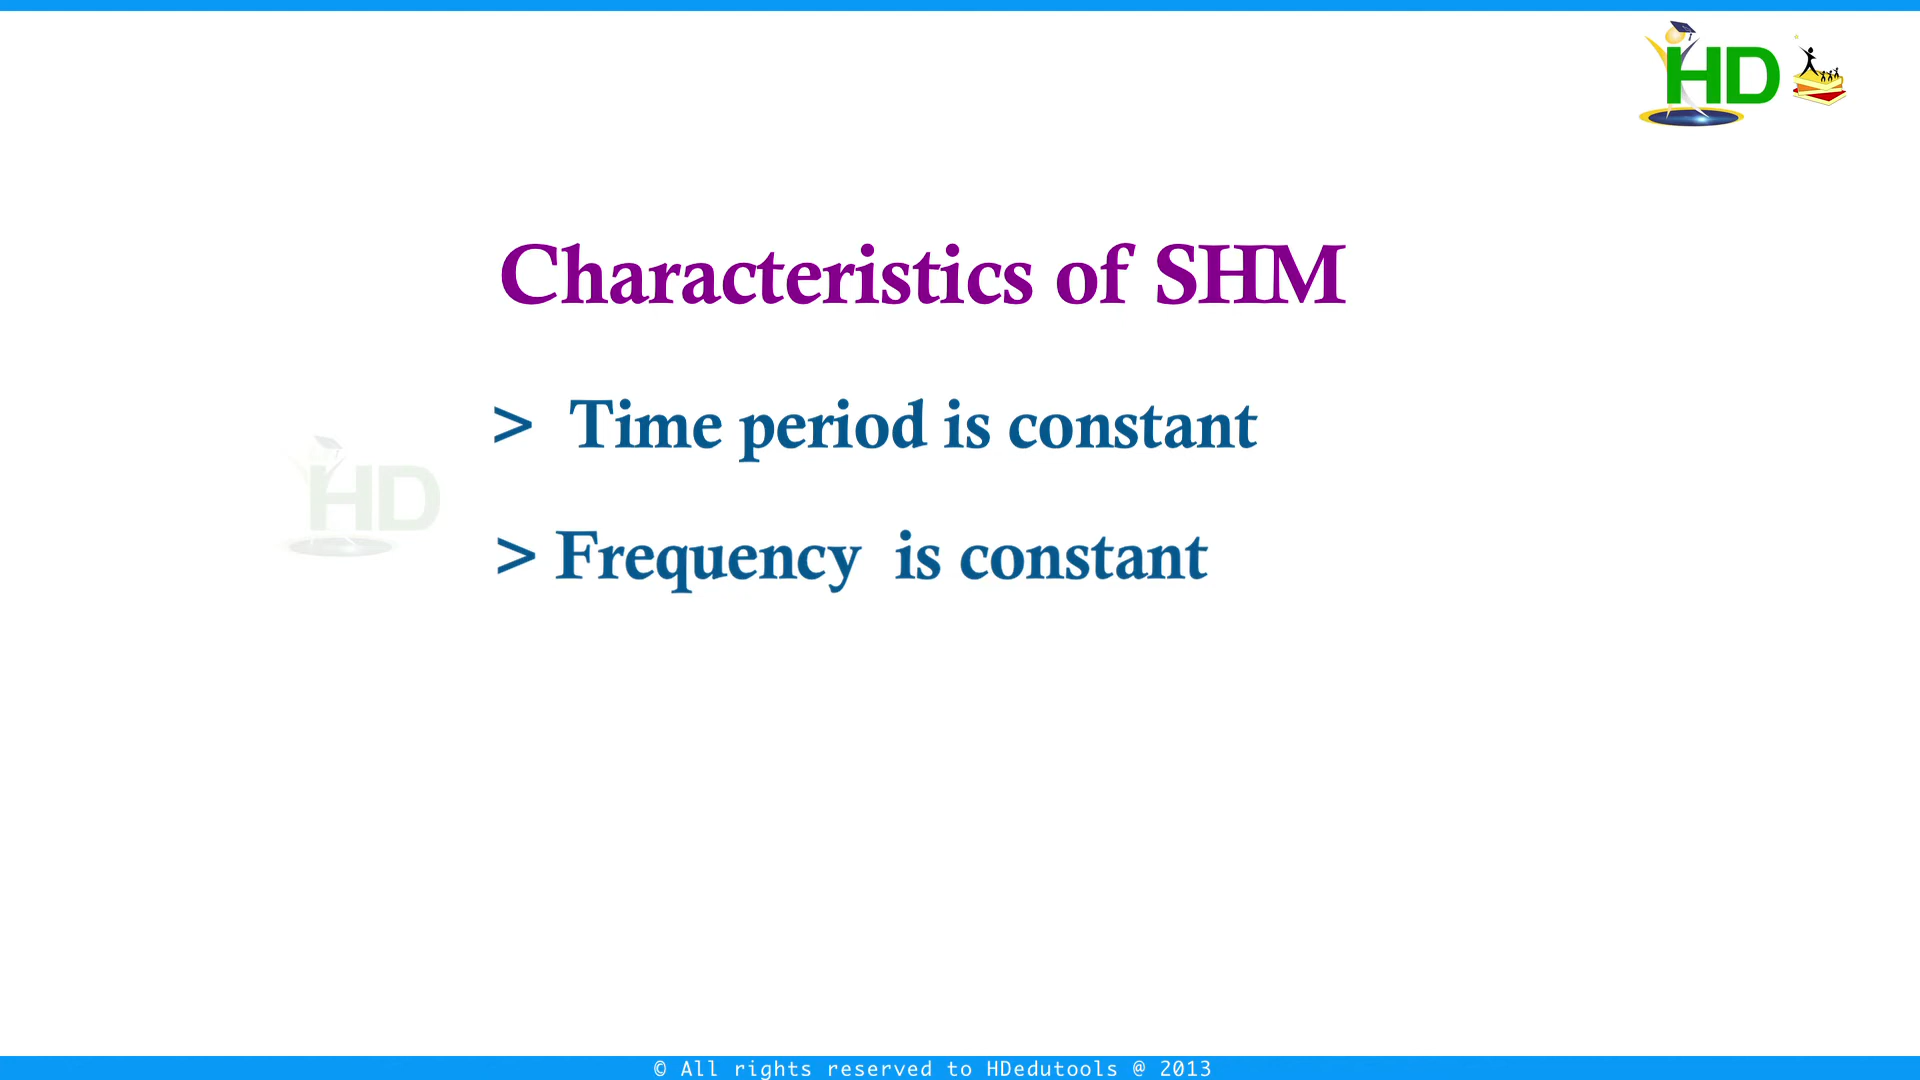 HD
Characteristics of SHM
> Time period is constant
HD
> Frequency is constant
© All rights reserved to HDedutools @ 2013